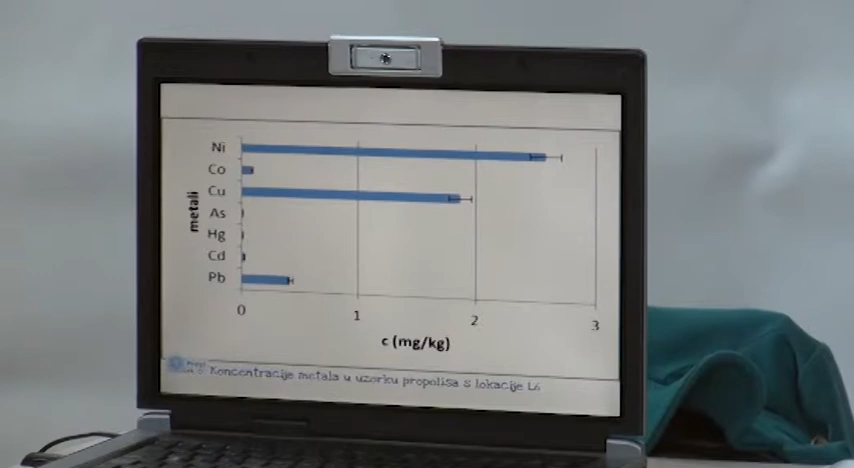 Ni
Co
Cu
As
Hg
Cd
Pb
metali
0 1 2 3
c (mg/kg)
Koncentracije metala u uzorku propolisa s lokacije L6